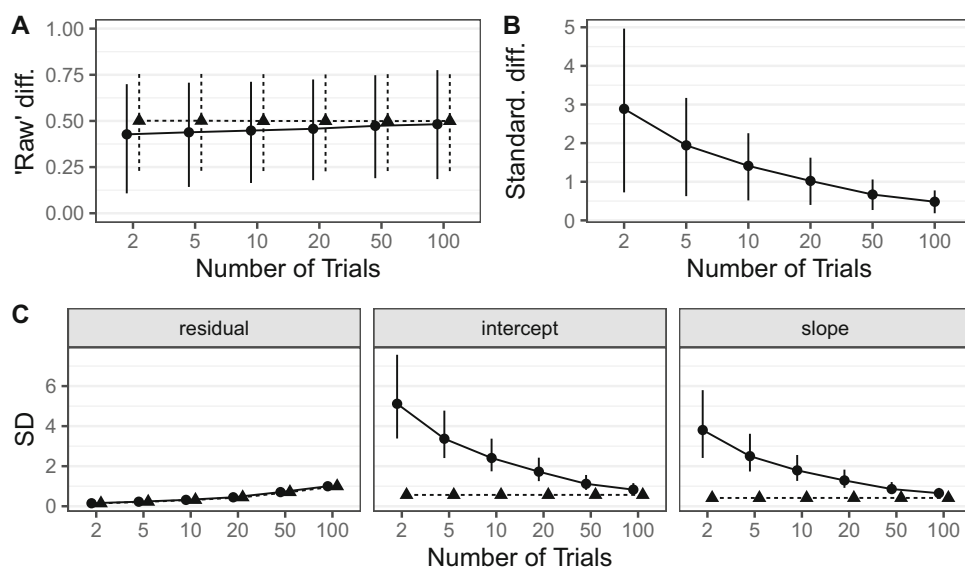 A
'Raw' diff.
1.00
0.75
0.50
0.25
0.00
2 5 10 20 50 100
Number of Trials
B
Standard. diff.
5
4
3
2
1
0
2 5 10 20 50 100
Number of Trials
C
residual intercept slope
SD
6
4
2
0
2 5 10 20 50 100 2 5 10 20 50 100 2 5 10 20 50 100
Number of Trials